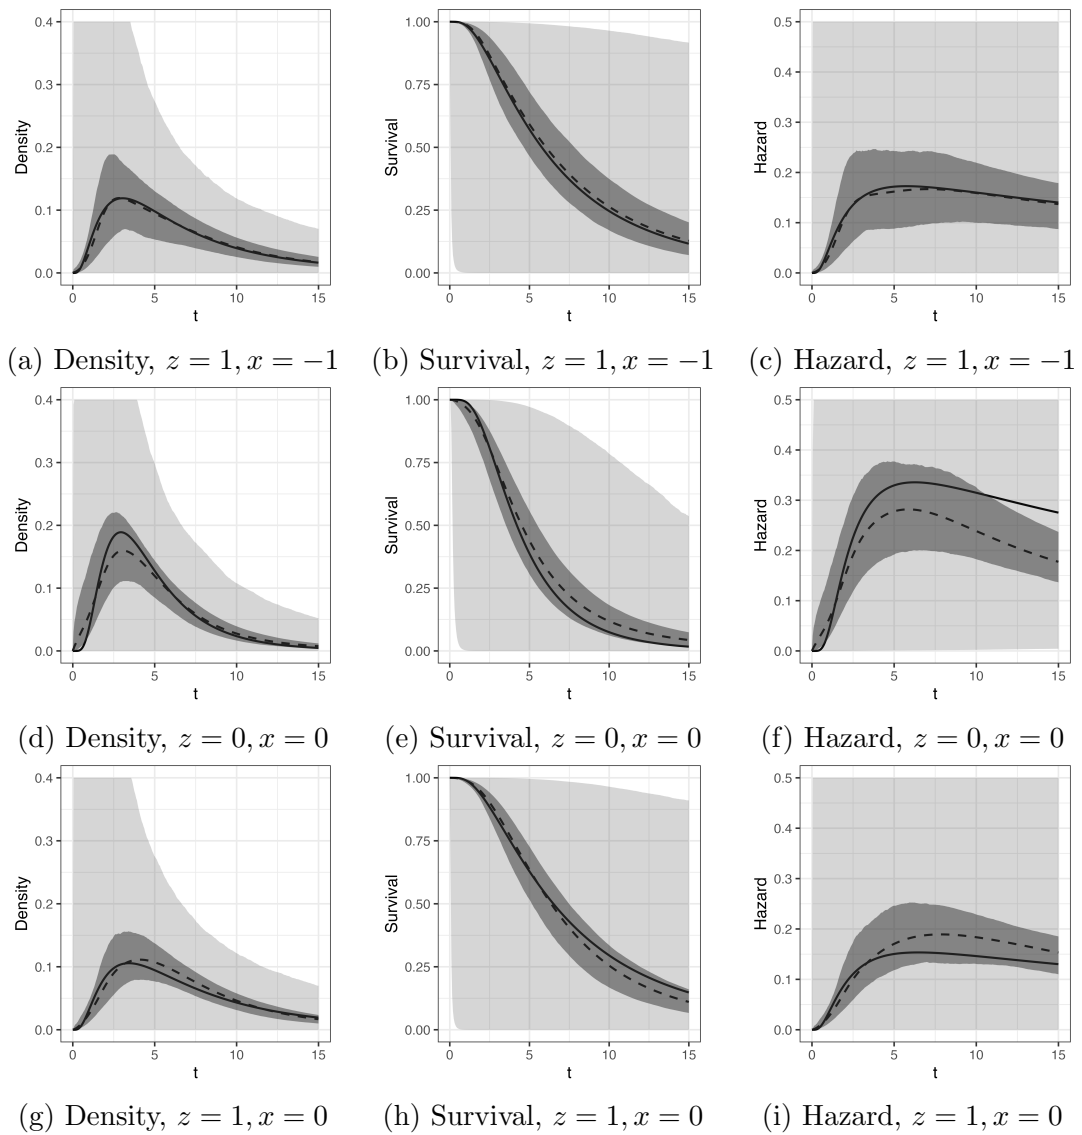 0.4
0.3
0.2
0.1
0.0
Density
0 5 10 15
t
1.00
0.75
0.50
0.25
0.00
Survival
0 5 10 15
t
0.5
0.4
0.3
0.2
0.1
0.0
Hazard
0 5 10 15
t
(a) Density, z = 1, x = −1
(b) Survival, z = 1, x = −1
(c) Hazard, z = 1, x = −1
0.4
0.3
0.2
0.1
0.0
Density
0 5 10 15
t
1.00
0.75
0.50
0.25
0.00
Survival
0 5 10 15
t
0.5
0.4
0.3
0.2
0.1
0.0
Hazard
0 5 10 15
t
(d) Density, z = 0, x = 0
(e) Survival, z = 0, x = 0
(f) Hazard, z = 0, x = 0
0.4
0.3
0.2
0.1
0.0
Density
0 5 10 15
t
1.00
0.75
0.50
0.25
0.00
Survival
0 5 10 15
t
0.5
0.4
0.3
0.2
0.1
0.0
Hazard
0 5 10 15
t
(g) Density, z = 1, x = 0
(h) Survival, z = 1, x = 0
(i) Hazard, z = 1, x = 0